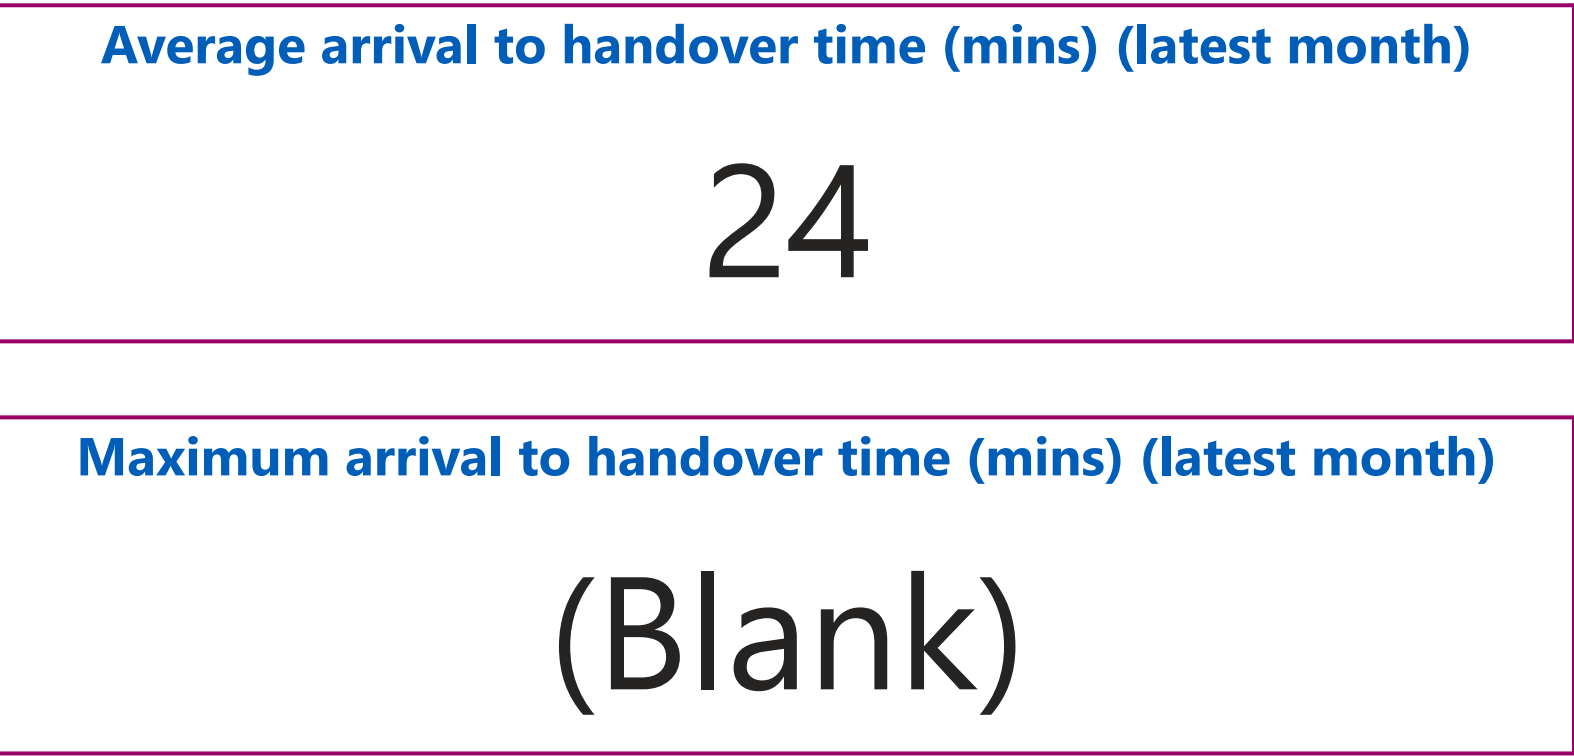 Average arrival to handover time (mins) (latest month)
24
Maximum arrival to handover time (mins) (latest month)
(Blank)